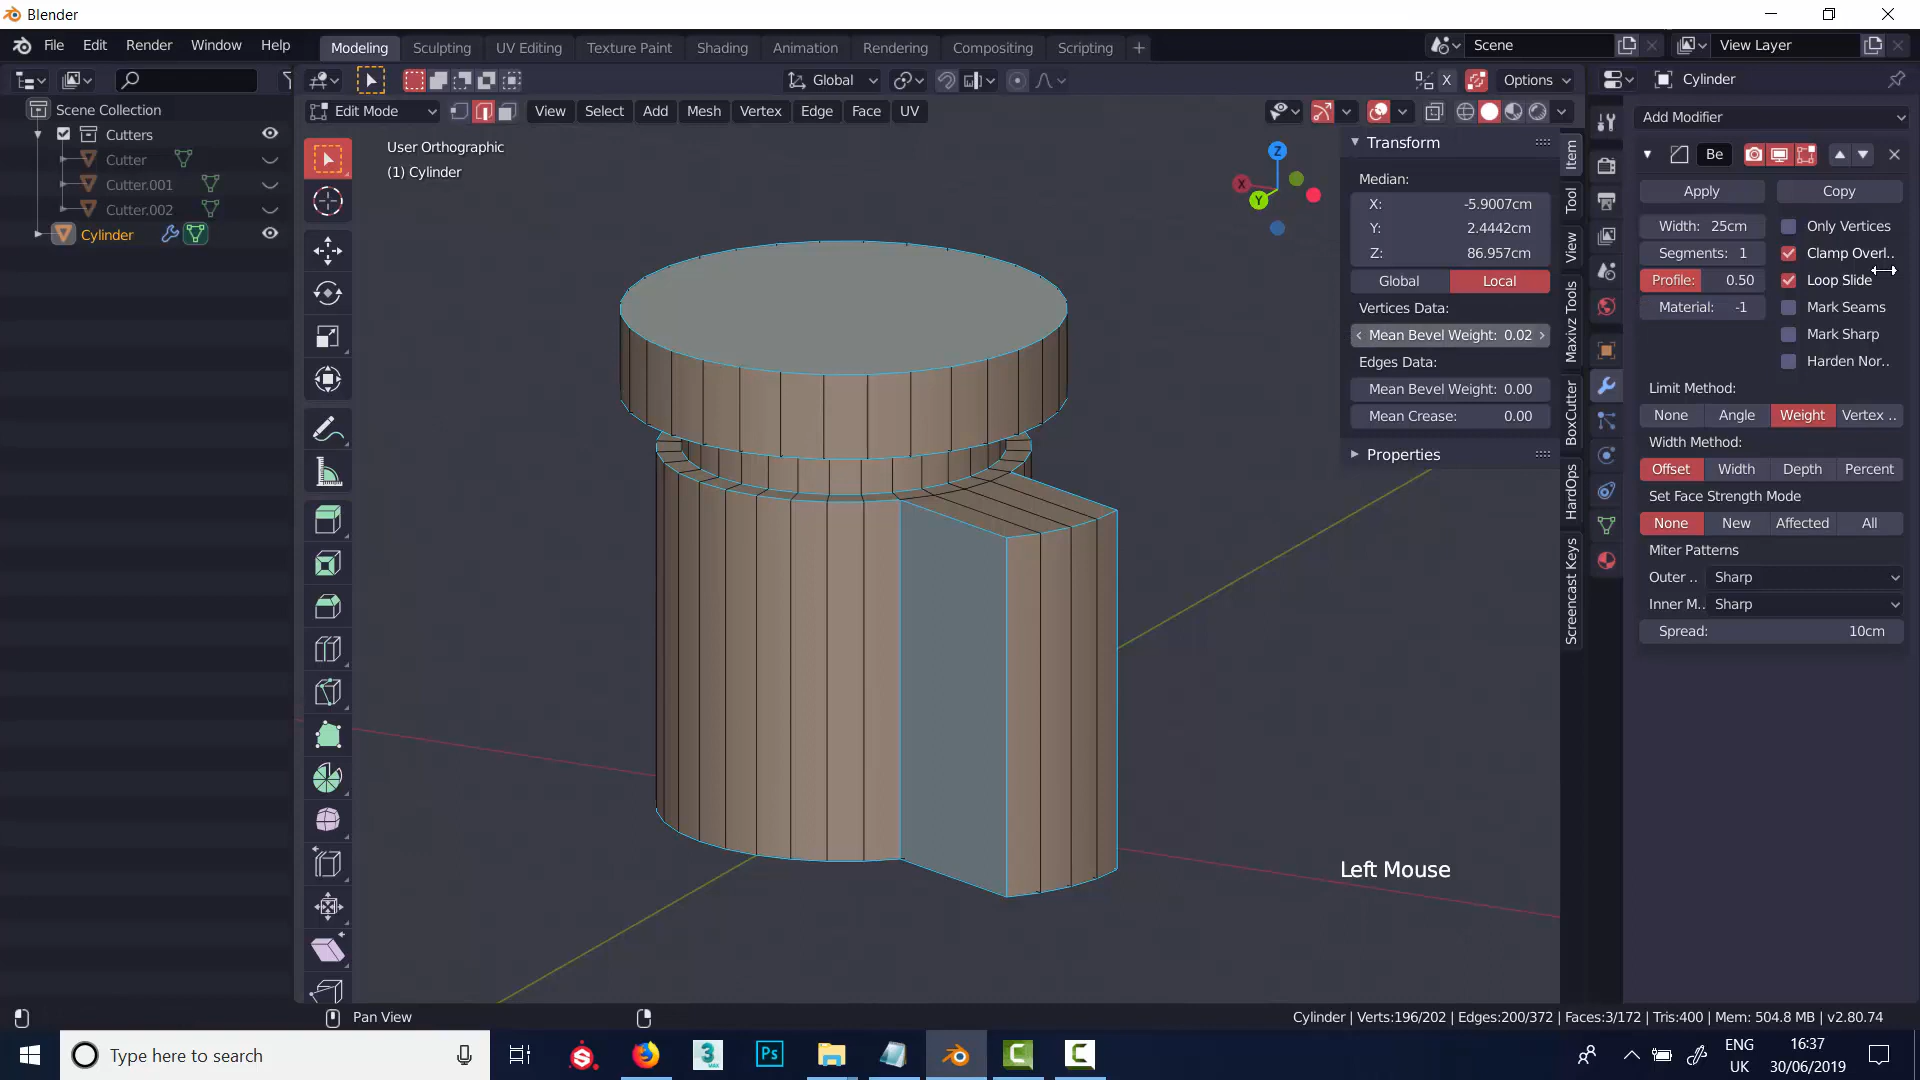 Blender
File Edit Render Window Help
Modeling Sculpting UV Editing Texture Paint Shading Animation Rendering Compositing Scripting +
Scene
View Layer
Global
X
Options
Cylinder
Scene Collection
Cutters
Cutter
Cutter.001
Cutter.002
Cylinder
Edit Mode
View Select Add Mesh Vertex Edge Face UV
User Orthographic
(1) Cylinder
Z
X
Y
Transform
Median:
X: -5.9007cm
Y: 2.4442cm
Z: 86.957cm
Global Local
Vertices Data:
Mean Bevel Weight: 0.02
Edges Data:
Mean Bevel Weight: 0.00
Mean Crease: 0.00
Properties
Item
Tool
View
Maxivz Tools
BoxCutter
HardOps
Screencast Keys
Add Modifier
Be
Apply Copy
Width: 25cm Only Vertices
Segments: 1 Clamp Overl..
Profile: 0.50 Loop Slide
Material: -1 Mark Seams
Mark Sharp
Harden Nor..
Limit Method:
None Angle Weight Vertex ..
Width Method:
Offset Width Depth Percent
Set Face Strength Mode
None New Affected All
Miter Patterns
Outer .. Sharp
Inner M.. Sharp
Spread: 10cm
Left Mouse
Pan View
Cylinder | Verts:196/202 | Edges:200/372 | Faces:3/172 | Tris:400 | Mem: 504.8 MB | v2.80.74
Type here to search
Ps
ENG
UK
16:37
30/06/2019